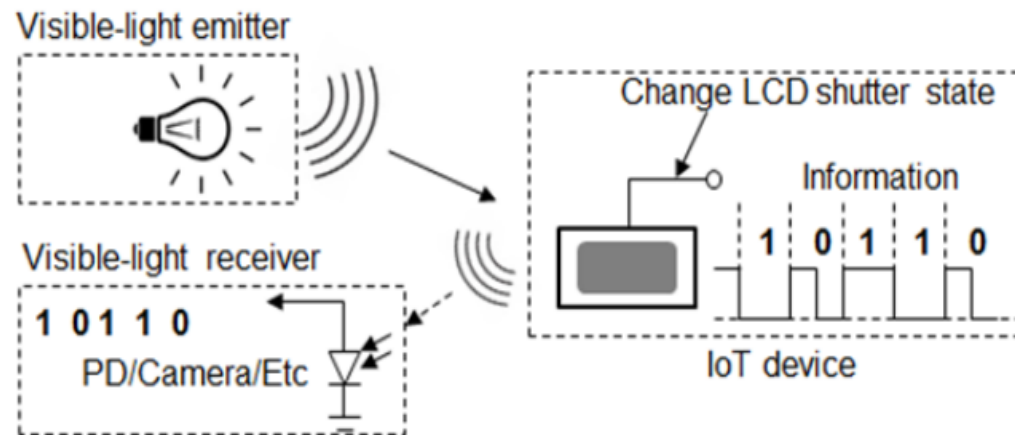 Visible-light emitter
Change LCD shutter state
Information
1 0 1 1 0
IoT device
Visible-light receiver
1 0 1 1 0
PD/Camera/Etc